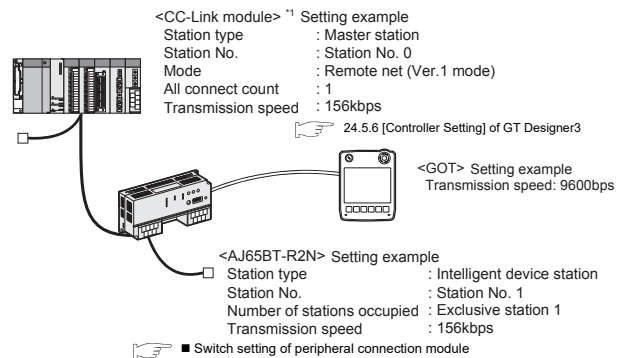 <CC-Link module> *1 Setting example
Station type : Master station
Station No. : Station No. 0
Mode : Remote net (Ver.1 mode)
All connect count : 1
Transmission speed : 156kbps
24.5.6 [Controller Setting] of GT Designer3
<GOT> Setting example
Transmission speed: 9600bps
<AJ65BT-R2N> Setting example
Station type : Intelligent device station
Station No. : Station No. 1
Number of stations occupied : Exclusive station 1
Transmission speed : 156kbps
■ Switch setting of peripheral connection module